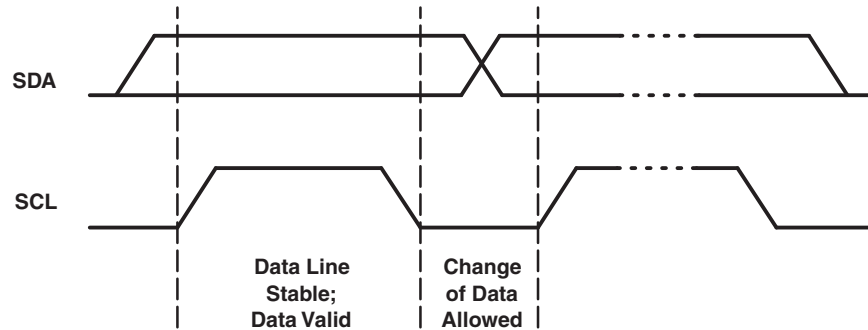 SDA
SCL
Data Line
Stable;
Data Valid
Change
of Data
Allowed